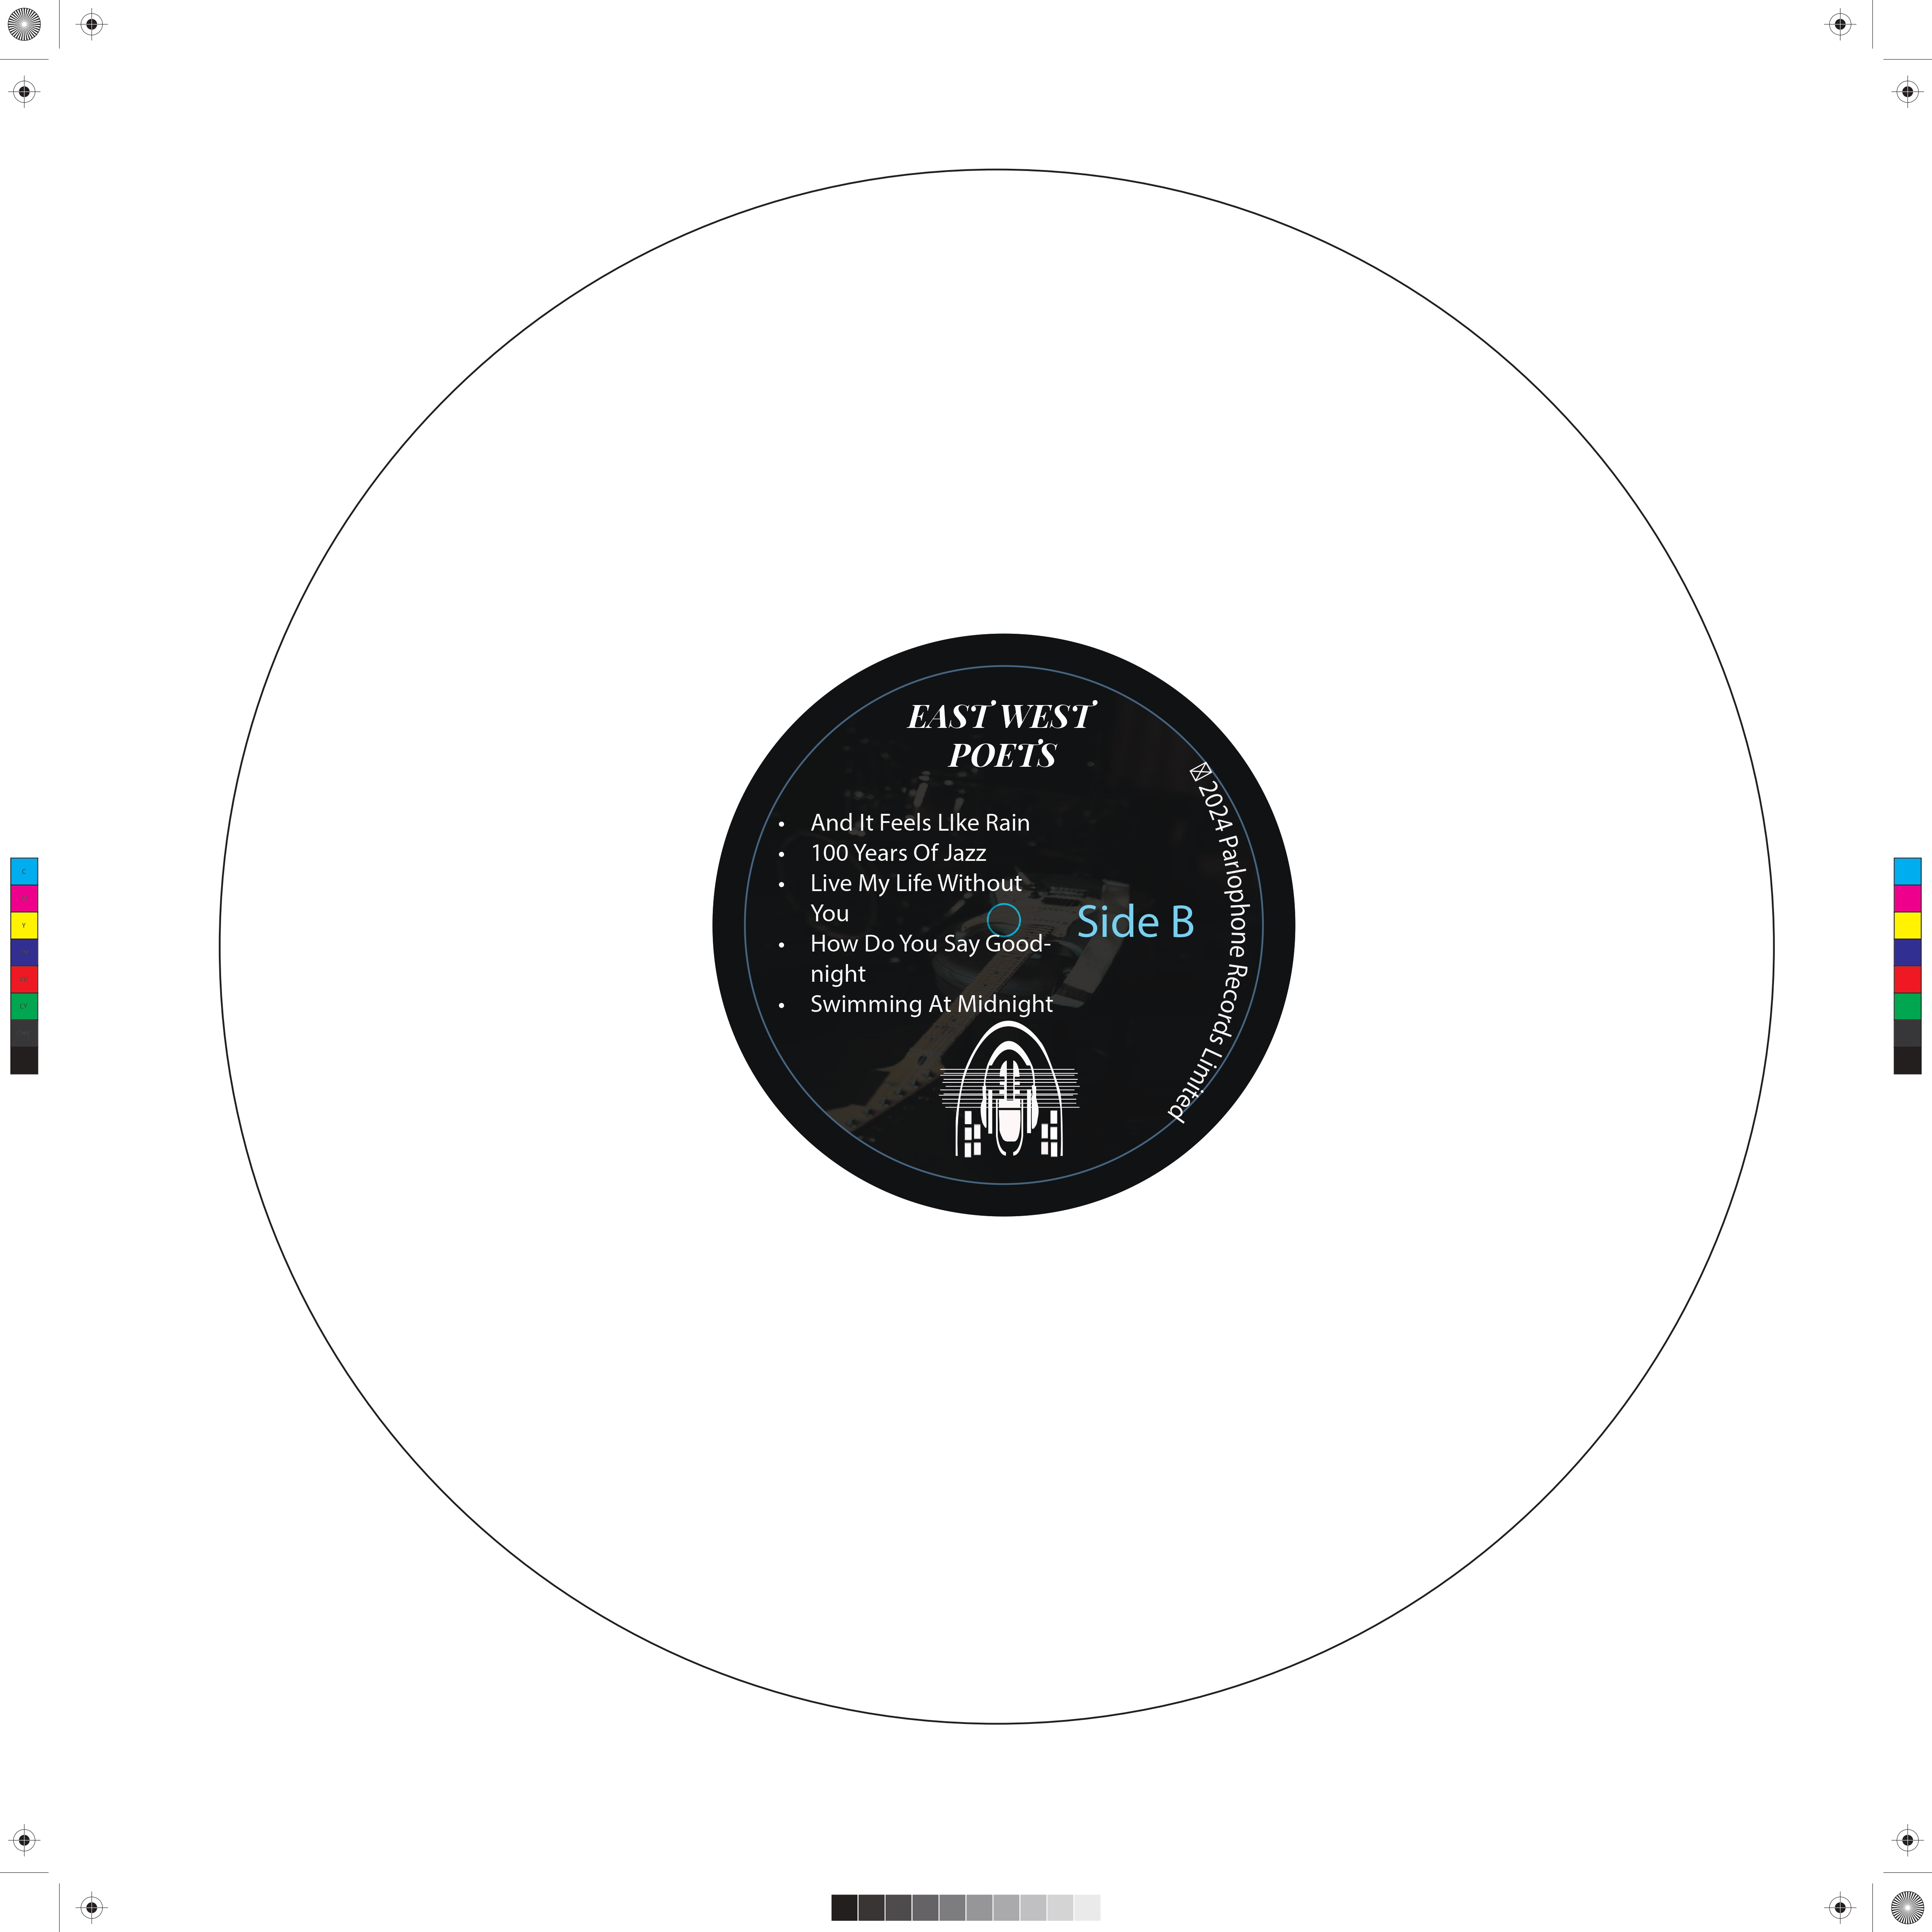 EAST WEST
POETS
• And It Feels LIke Rain
• 100 Years Of Jazz
• Live My Life Without
You
• How Do You Say Good-
night
• Swimming At Midnight
Side B
2024 Parlophone Records Limited
C
Y